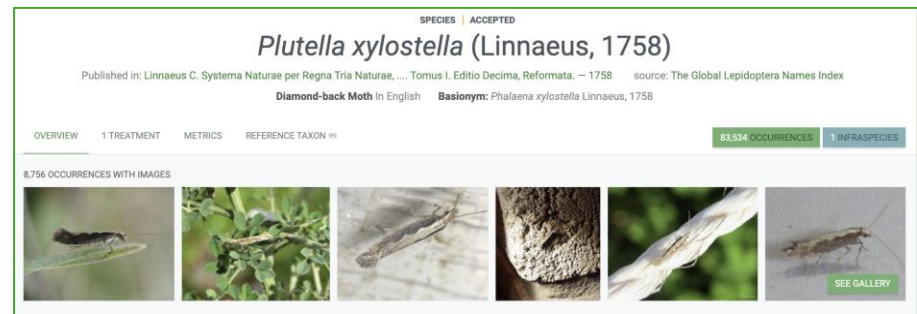 SPECIES | ACCEPTED
Plutella xylostella (Linnaeus, 1758)
Published in: Linnaeus C. Systema Naturae per Regna Tria Naturae, .... Tomus I. Editio Decima, Reformata. — 1758 source: The Global Lepidoptera Names Index
Diamond-back Moth In English Basionym: Phalaena xylostella Linnaeus, 1758
OVERVIEW 1 TREATMENT METRICS REFERENCE TAXON 83,534 OCCURRENCES 1 INFRASPECIES
8,756 OCCURRENCES WITH IMAGES
SEE GALLERY